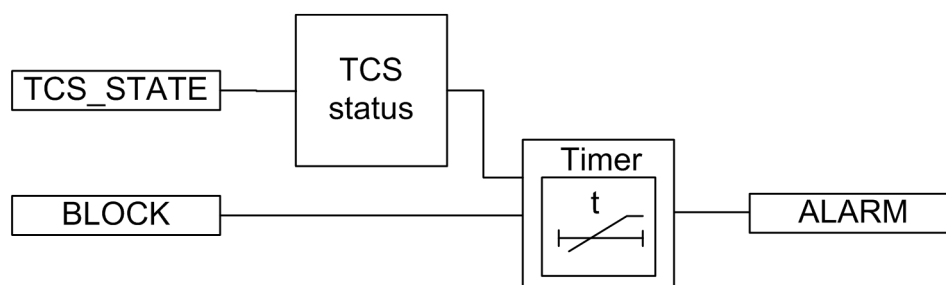 TCS_STATE
TCS
status
BLOCK
Timer
t
ALARM